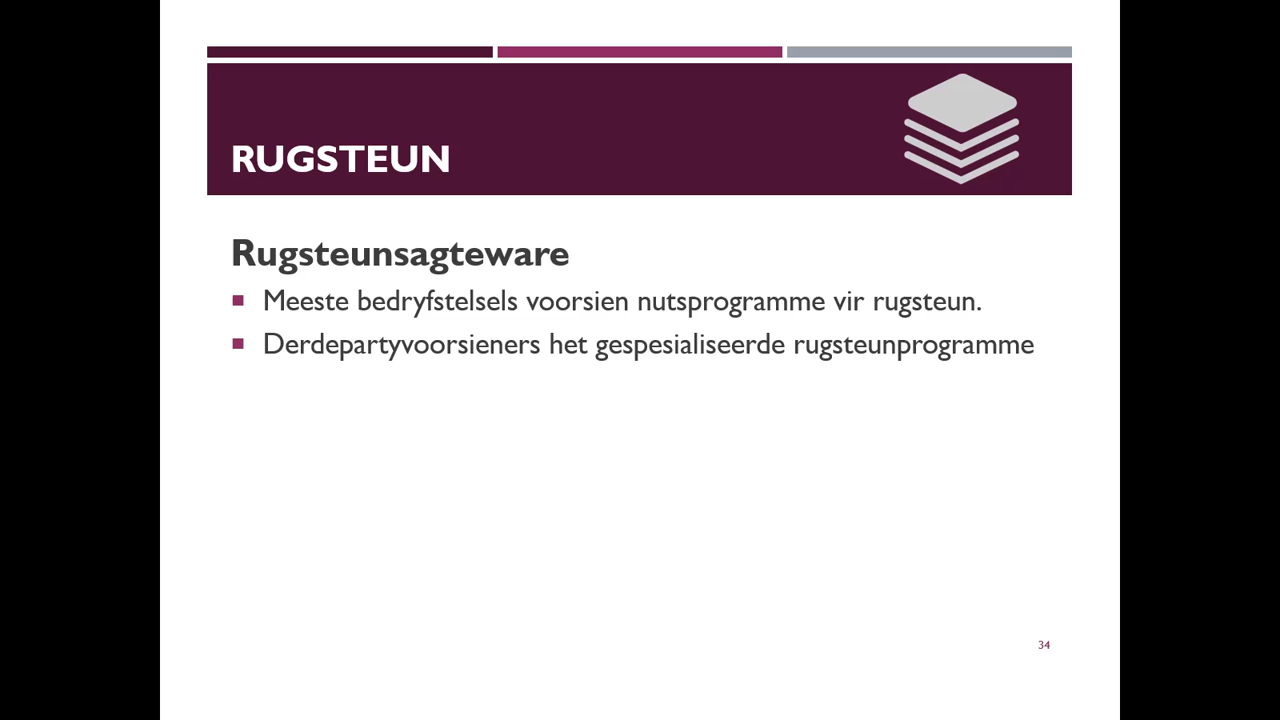 RUGSTEUN
Rugsteunsagteware
Meeste bedryfstelsels voorsien nutsprogramme vir rugsteun.
Derdepartyvoorsieners het gespesialiseerde rugsteunprogramme
34